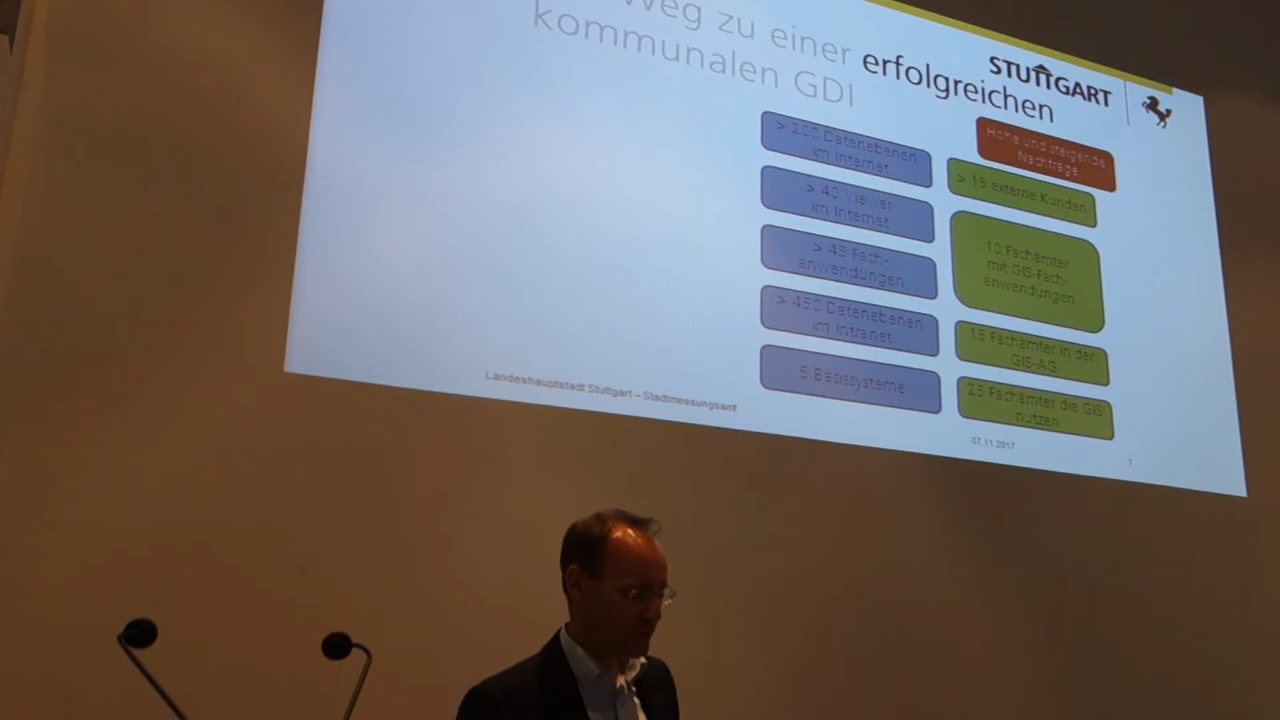 Weg zu einer erfolgreichen
kommunalen GDI
STUTTGART
> 200 Datenebenen
im Internet
> 40 Viewer
im Internet
> 45 Fach-
anwendungen
> 450 Datenebenen
im Intranet
5 Basissysteme
Hohe und steigende
Nachfrage
> 15 externe Kunden
10 Fachämter
mit GIS-Fach-
anwendungen
15 Fachämter in der
GIS-AG
25 Fachämter die GIS
nutzen
Landeshauptstadt Stuttgart – Stadtmessungsamt
07.11.2017
7